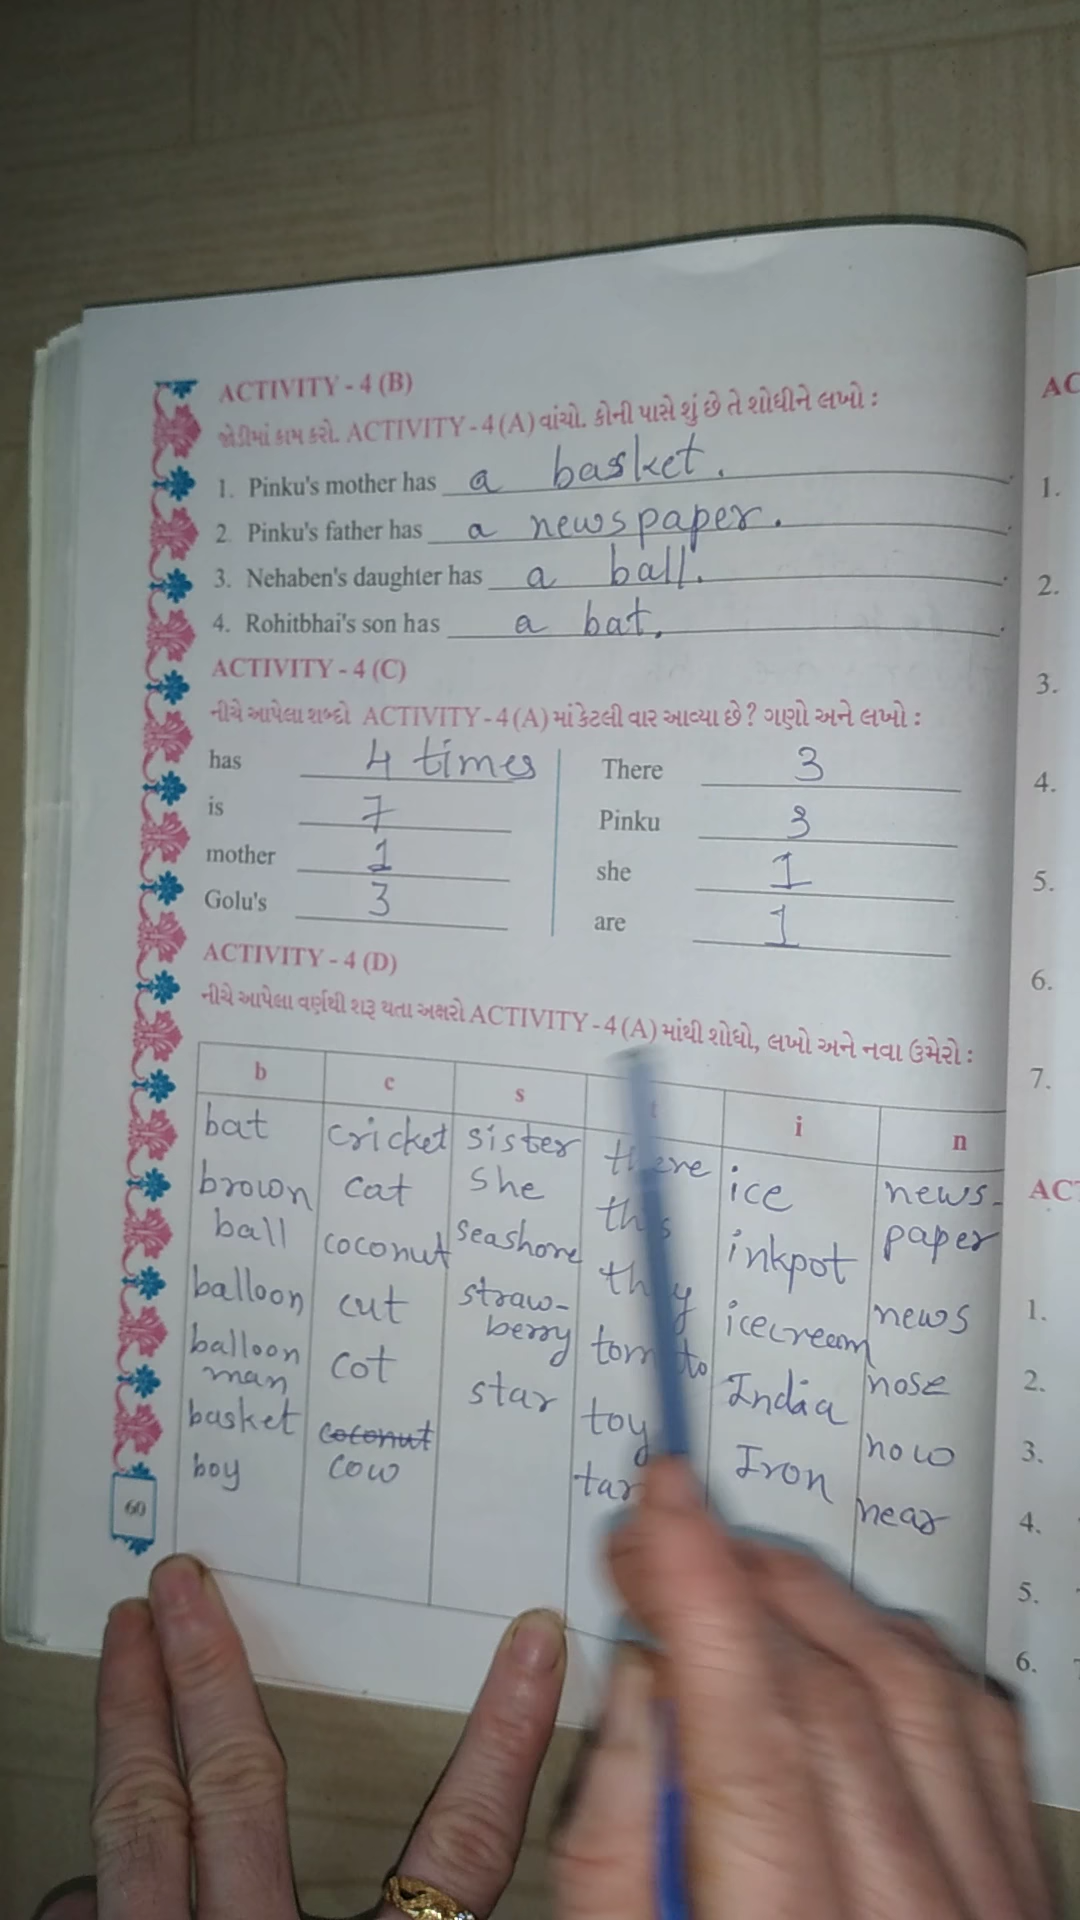 ACTIVITY - 4 (B)
જોડીમાં કામ કરો. ACTIVITY - 4 (A) વાંચો. કોની પાસે શું છે તે શોધીને લખો :
1. Pinku's mother has a basket.
2. Pinku's father has a newspaper.
3. Nehaben's daughter has a ball.
4. Rohitbhai's son has a bat.
ACTIVITY - 4 (C)
નીચે આપેલા શબ્દો ACTIVITY - 4 (A) માં કેટલી વાર આવ્યા છે ? ગણો અને લખો :
has 4 times There 3
is 7 Pinku 3
mother 1 she 1
Golu's 3 are 1
ACTIVITY - 4 (D)
નીચે આપેલા વર્ણથી શરૂ થતા અક્ષરો ACTIVITY - 4 (A) માંથી શોધો, લખો અને નવા ઉમેરો :
b c s t i n
bat cricket sister there ice news-
brown cat she this inkpot paper
ball coconut seashore they icecream news
balloon cut straw- India nose
balloon cot berry toy Iron now
man star near
basket coconut
boy cow
60
AC
1.
2.
3.
4.
5.
6.
7.
ACT
1.
2.
3.
4.
5.
6.